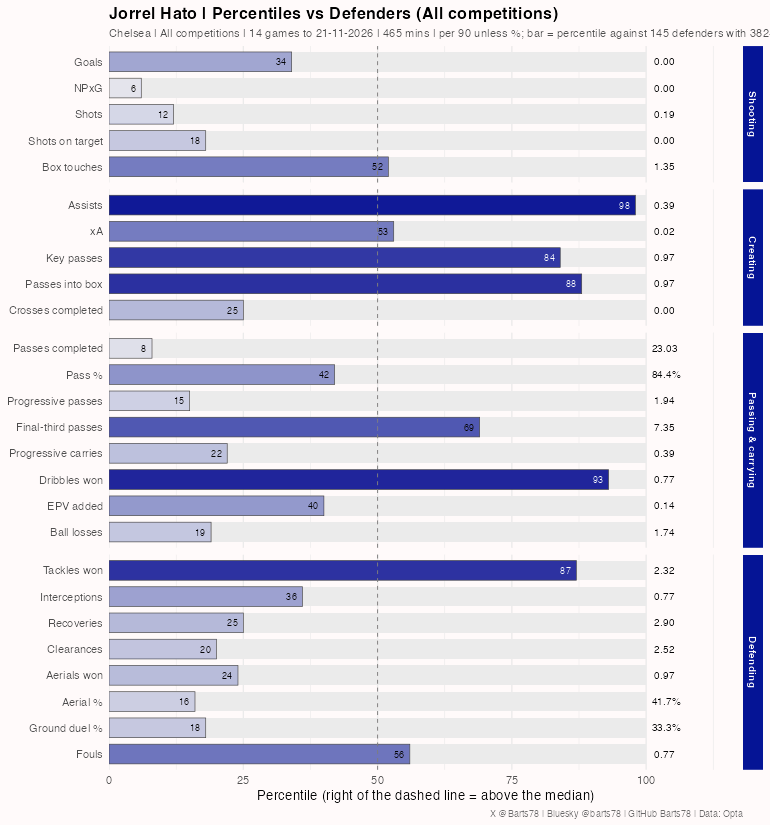 Jorrel Hato | Percentiles vs Defenders (All competitions)
Chelsea | All competitions | 14 games to 21-11-2026 | 465 mins | per 90 unless %; bar = percentile against 145 defenders with 382
Goals 34 0.00
NPxG 6 0.00
Shots 12 0.19
Shots on target 18 0.00
Box touches 52 1.35
Shooting
Assists 98 0.39
xA 53 0.02
Key passes 84 0.97
Passes into box 88 0.97
Crosses completed 25 0.00
Creating
Passes completed 8 23.03
Pass % 42 84.4%
Progressive passes 15 1.94
Final-third passes 69 7.35
Progressive carries 22 0.39
Dribbles won 93 0.77
EPV added 40 0.14
Ball losses 19 1.74
Passing & carrying
Tackles won 87 2.32
Interceptions 36 0.77
Recoveries 25 2.90
Clearances 20 2.52
Aerials won 24 0.97
Aerial % 16 41.7%
Ground duel % 18 33.3%
Fouls 56 0.77
Defending
0 25 50 75 100
Percentile (right of the dashed line = above the median)
X @Barts78 | Bluesky @barts78 | GitHub Barts78 | Data: Opta